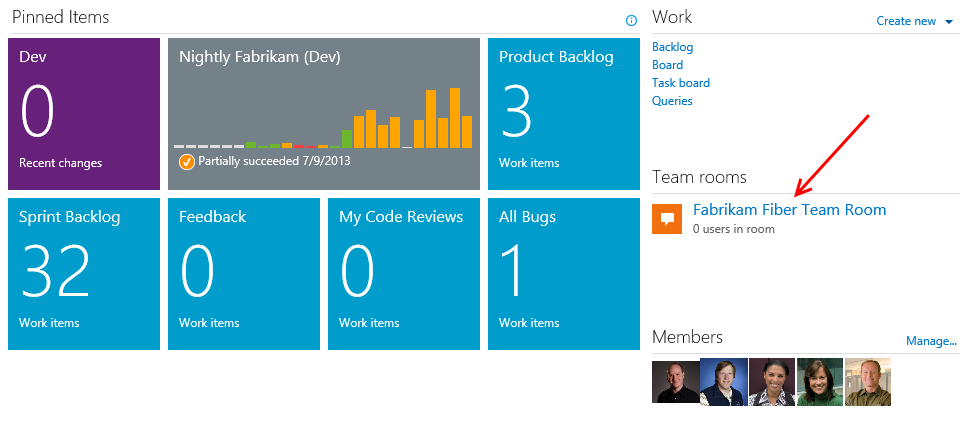 Pinned Items
Dev
0
Recent changes
Nightly Fabrikam (Dev)
Partially succeeded 7/9/2013
Product Backlog
3
Work items
Sprint Backlog
32
Work items
Feedback
0
Work items
My Code Reviews
0
Work items
All Bugs
1
Work items
Work
Create new
Backlog
Board
Task board
Queries
Team rooms
Fabrikam Fiber Team Room
0 users in room
Members
Manage...